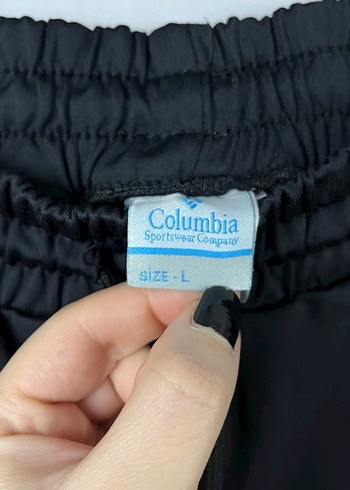 Columbia
Sportswear Company
SIZE - L